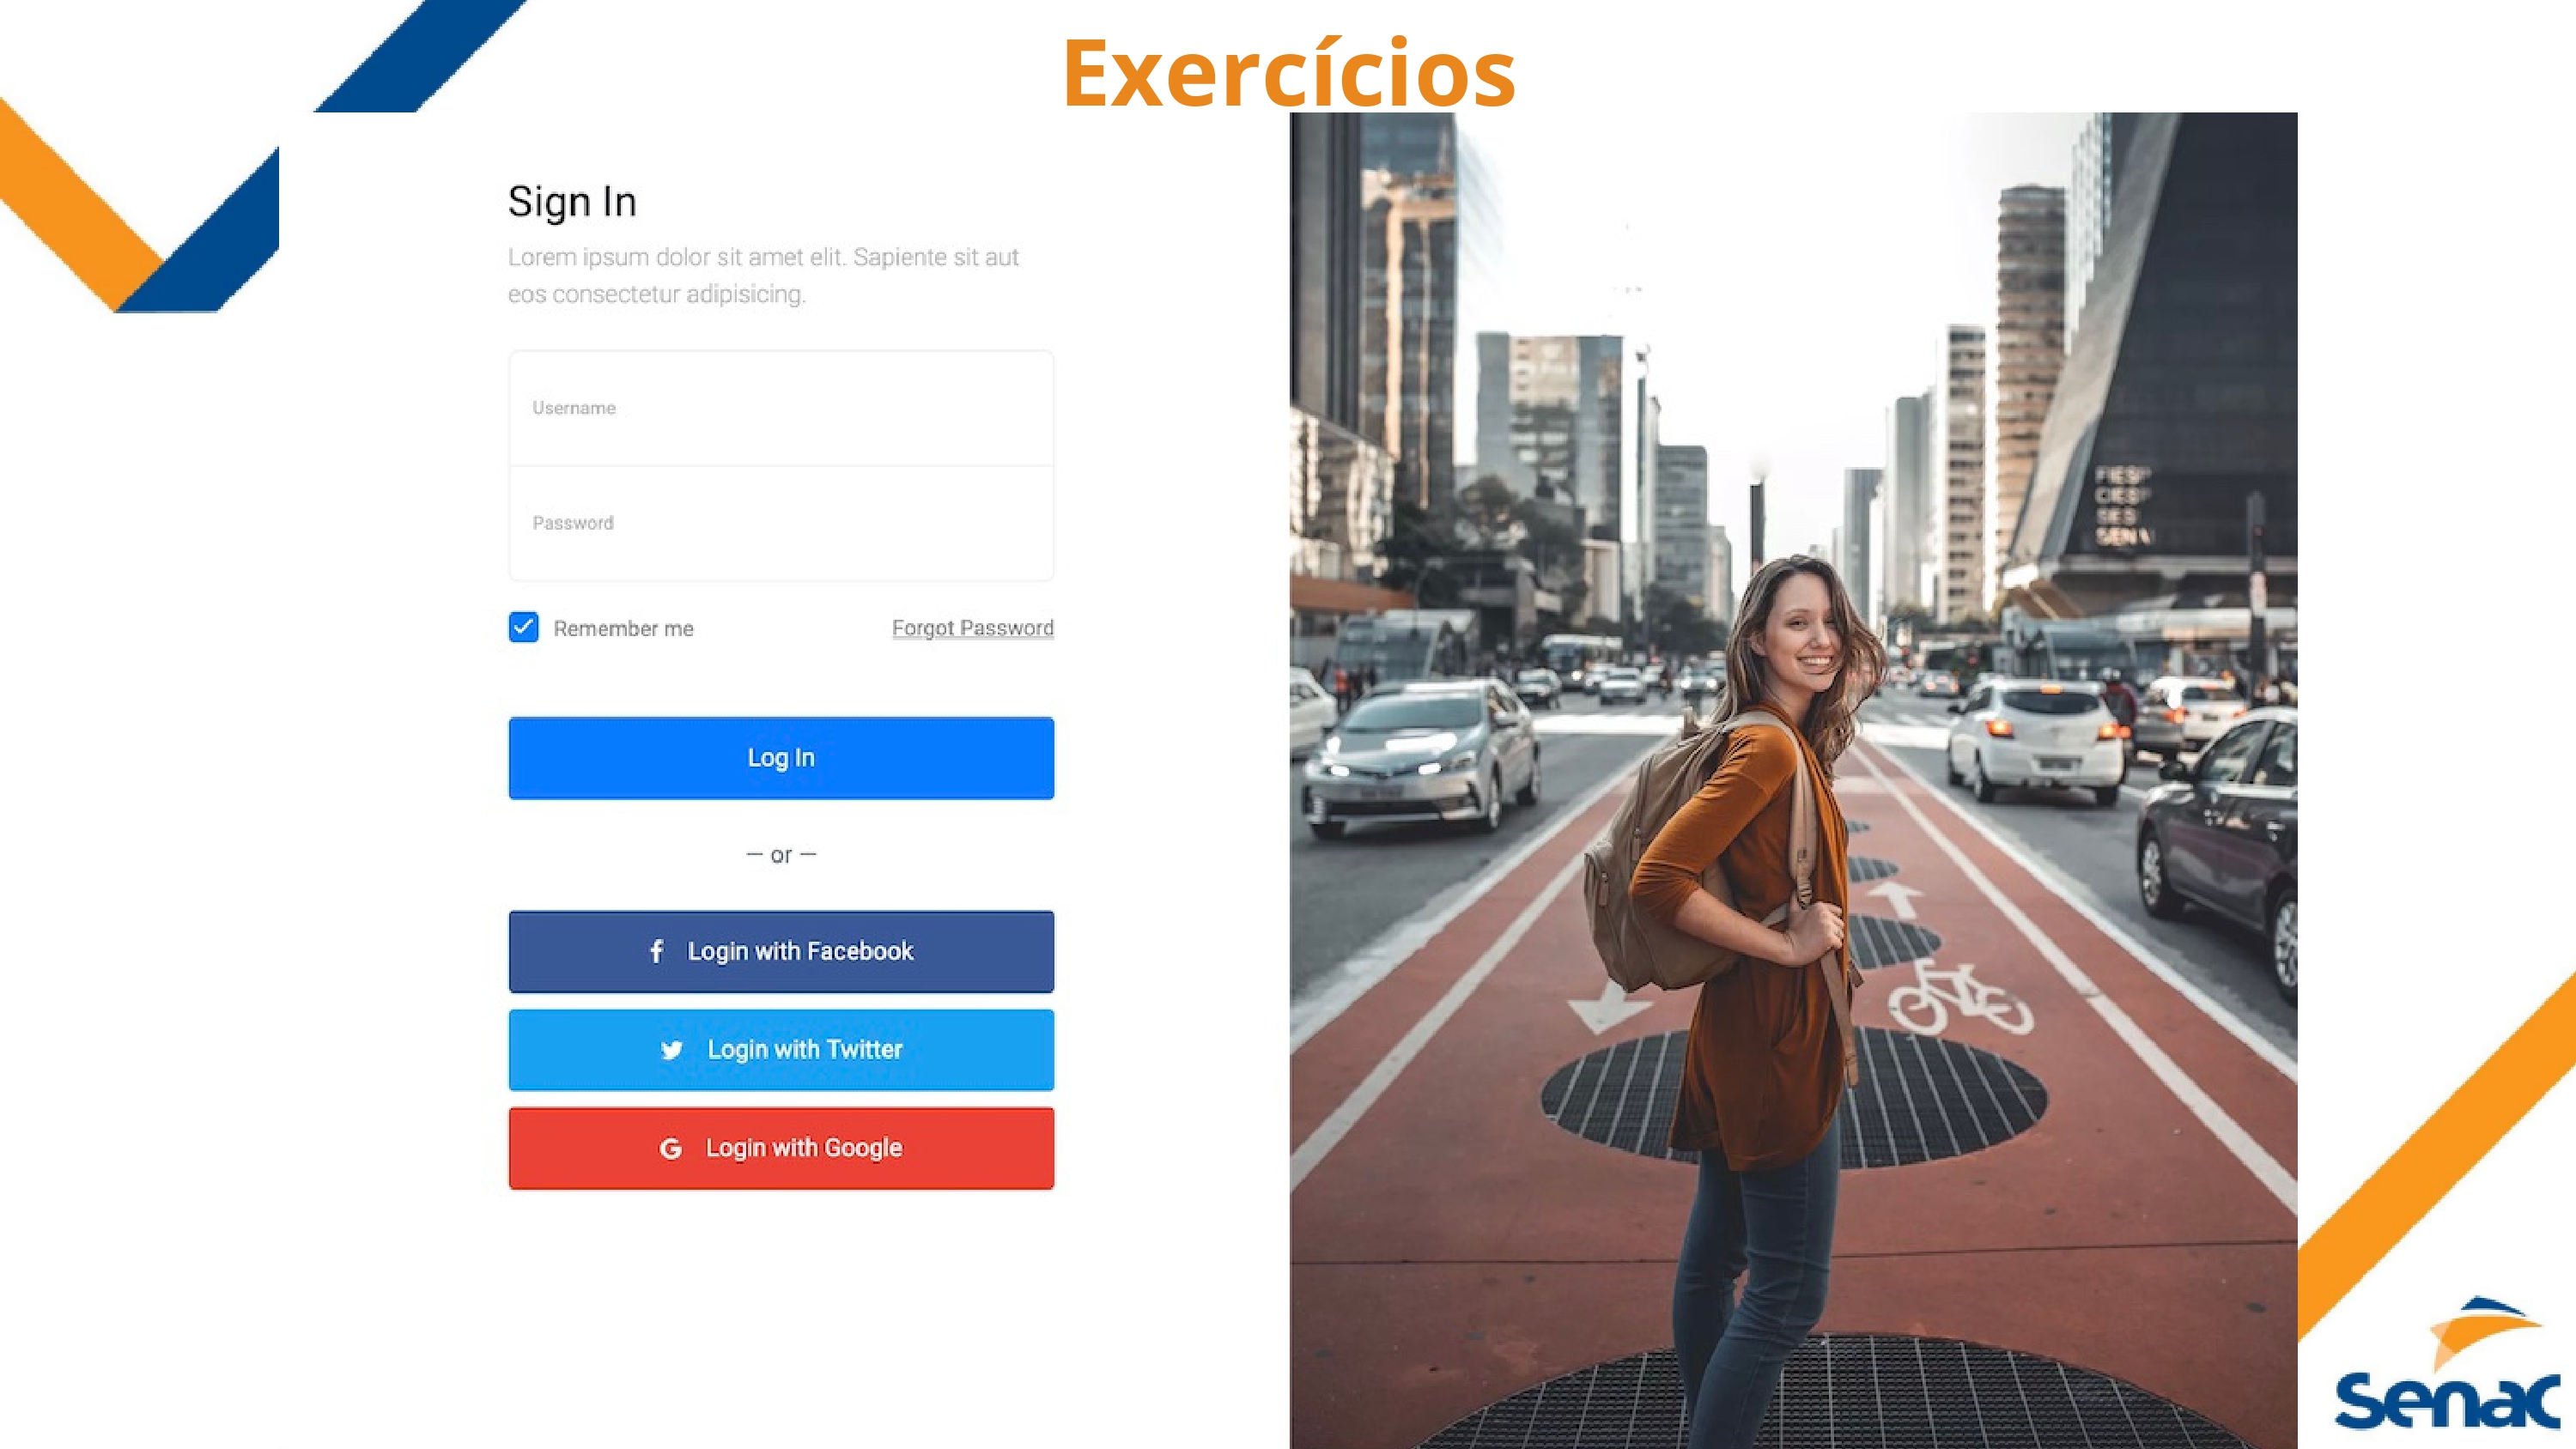 Exercícios
Sign In
Lorem ipsum dolor sit amet elit. Sapiente sit aut
eos consectetur adipisicing.
Username
Password
Remember me
Forgot Password
Log In
— or —
Login with Facebook
Login with Twitter
G Login with Google
FIESP
CIESP
SESI
Senac